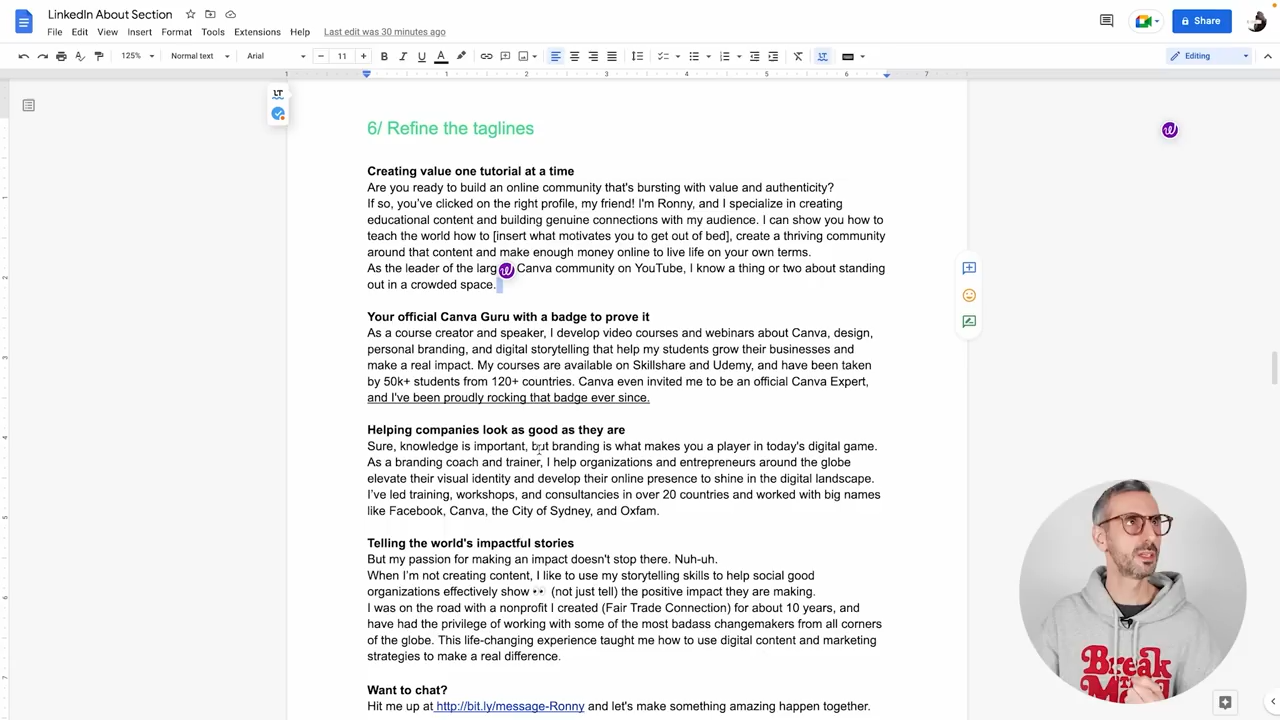 LinkedIn About Section
File Edit View Insert Format Tools Extensions Help Last edit was 30 minutes ago
Share
125% Normal text Arial 11 B I U A Editing
1 1 2 3 4 5 6 7
LT
6/ Refine the taglines
Creating value one tutorial at a time
Are you ready to build an online community that's bursting with value and authenticity?
If so, you've clicked on the right profile, my friend! I'm Ronny, and I specialize in creating
educational content and building genuine connections with my audience. I can show you how to
teach the world how to [insert what motivates you to get out of bed], create a thriving community
around that content and make enough money online to live life on your own terms.
As the leader of the larg Canva community on YouTube, I know a thing or two about standing
out in a crowded space.
Your official Canva Guru with a badge to prove it
As a course creator and speaker, I develop video courses and webinars about Canva, design,
personal branding, and digital storytelling that help my students grow their businesses and
make a real impact. My courses are available on Skillshare and Udemy, and have been taken
by 50k+ students from 120+ countries. Canva even invited me to be an official Canva Expert,
and I've been proudly rocking that badge ever since.
Helping companies look as good as they are
Sure, knowledge is important, but branding is what makes you a player in today's digital game.
As a branding coach and trainer, I help organizations and entrepreneurs around the globe
elevate their visual identity and develop their online presence to shine in the digital landscape.
I've led training, workshops, and consultancies in over 20 countries and worked with big names
like Facebook, Canva, the City of Sydney, and Oxfam.
Telling the world's impactful stories
But my passion for making an impact doesn't stop there. Nuh-uh.
When I'm not creating content, I like to use my storytelling skills to help social good
organizations effectively show 👀 (not just tell) the positive impact they are making.
I was on the road with a nonprofit I created (Fair Trade Connection) for about 10 years, and
have had the privilege of working with some of the most badass changemakers from all corners
of the globe. This life-changing experience taught me how to use digital content and marketing
strategies to make a real difference.
Want to chat?
Hit me up at http://bit.ly/message-Ronny and let's make something amazing happen together.
Break